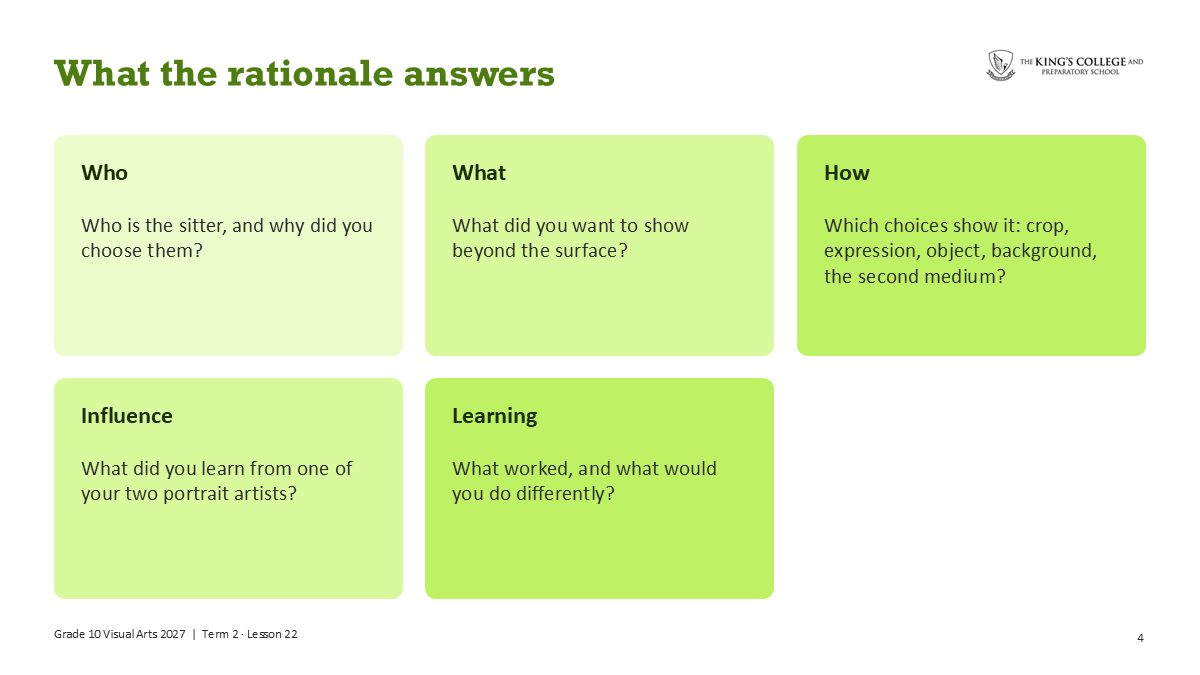 What the rationale answers
THE KING'S COLLEGE AND
PREPARATORY SCHOOL
Who
Who is the sitter, and why did you
choose them?
What
What did you want to show
beyond the surface?
How
Which choices show it: crop,
expression, object, background,
the second medium?
Influence
What did you learn from one of
your two portrait artists?
Learning
What worked, and what would
you do differently?
Grade 10 Visual Arts 2027 | Term 2 · Lesson 22
4